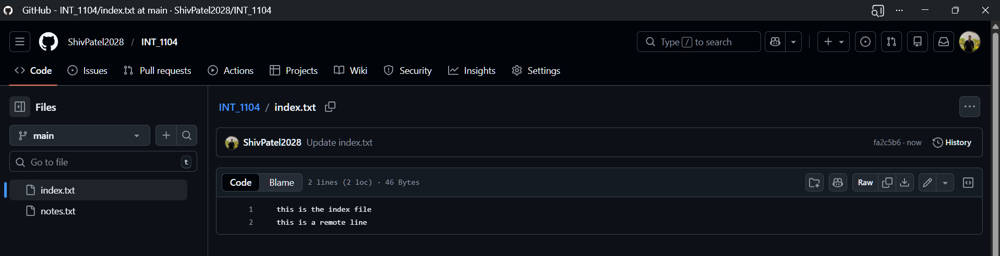 GitHub - INT_1104/index.txt at main · ShivPatel2028/INT_1104
ShivPatel2028 / INT_1104
Type / to search
Code Issues Pull requests Actions Projects Wiki Security Insights Settings
Files
main
Go to file t
index.txt
notes.txt
INT_1104 / index.txt
ShivPatel2028 Update index.txt fa2c5b6 · now History
Code Blame 2 lines (2 loc) · 46 Bytes Raw
1 this is the index file
2 this is a remote line